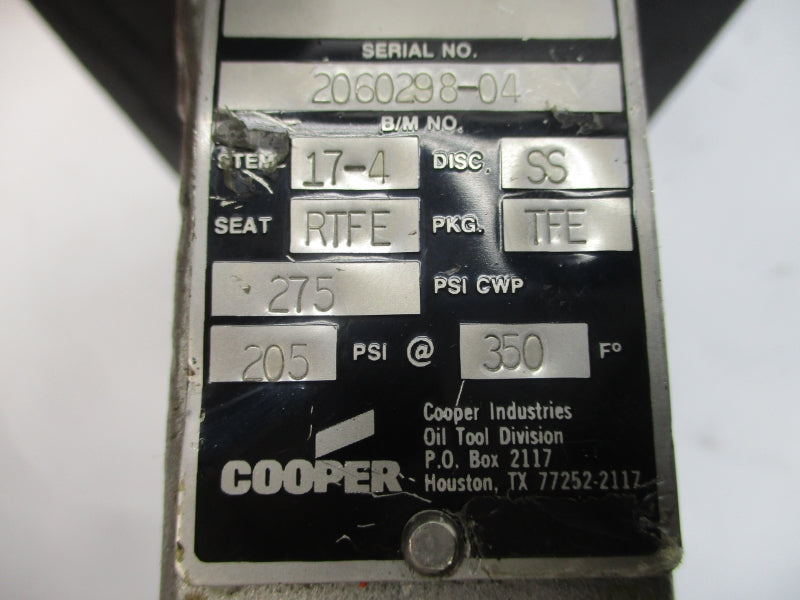 SERIAL NO.
2060298-04
B/M NO.
STEM 17-4 DISC. SS
SEAT RTFE PKG. TFE
275 PSI CWP
205 PSI @ 350 F°
COOPER
Cooper Industries
Oil Tool Division
P.O. Box 2117
Houston, TX 77252-2117